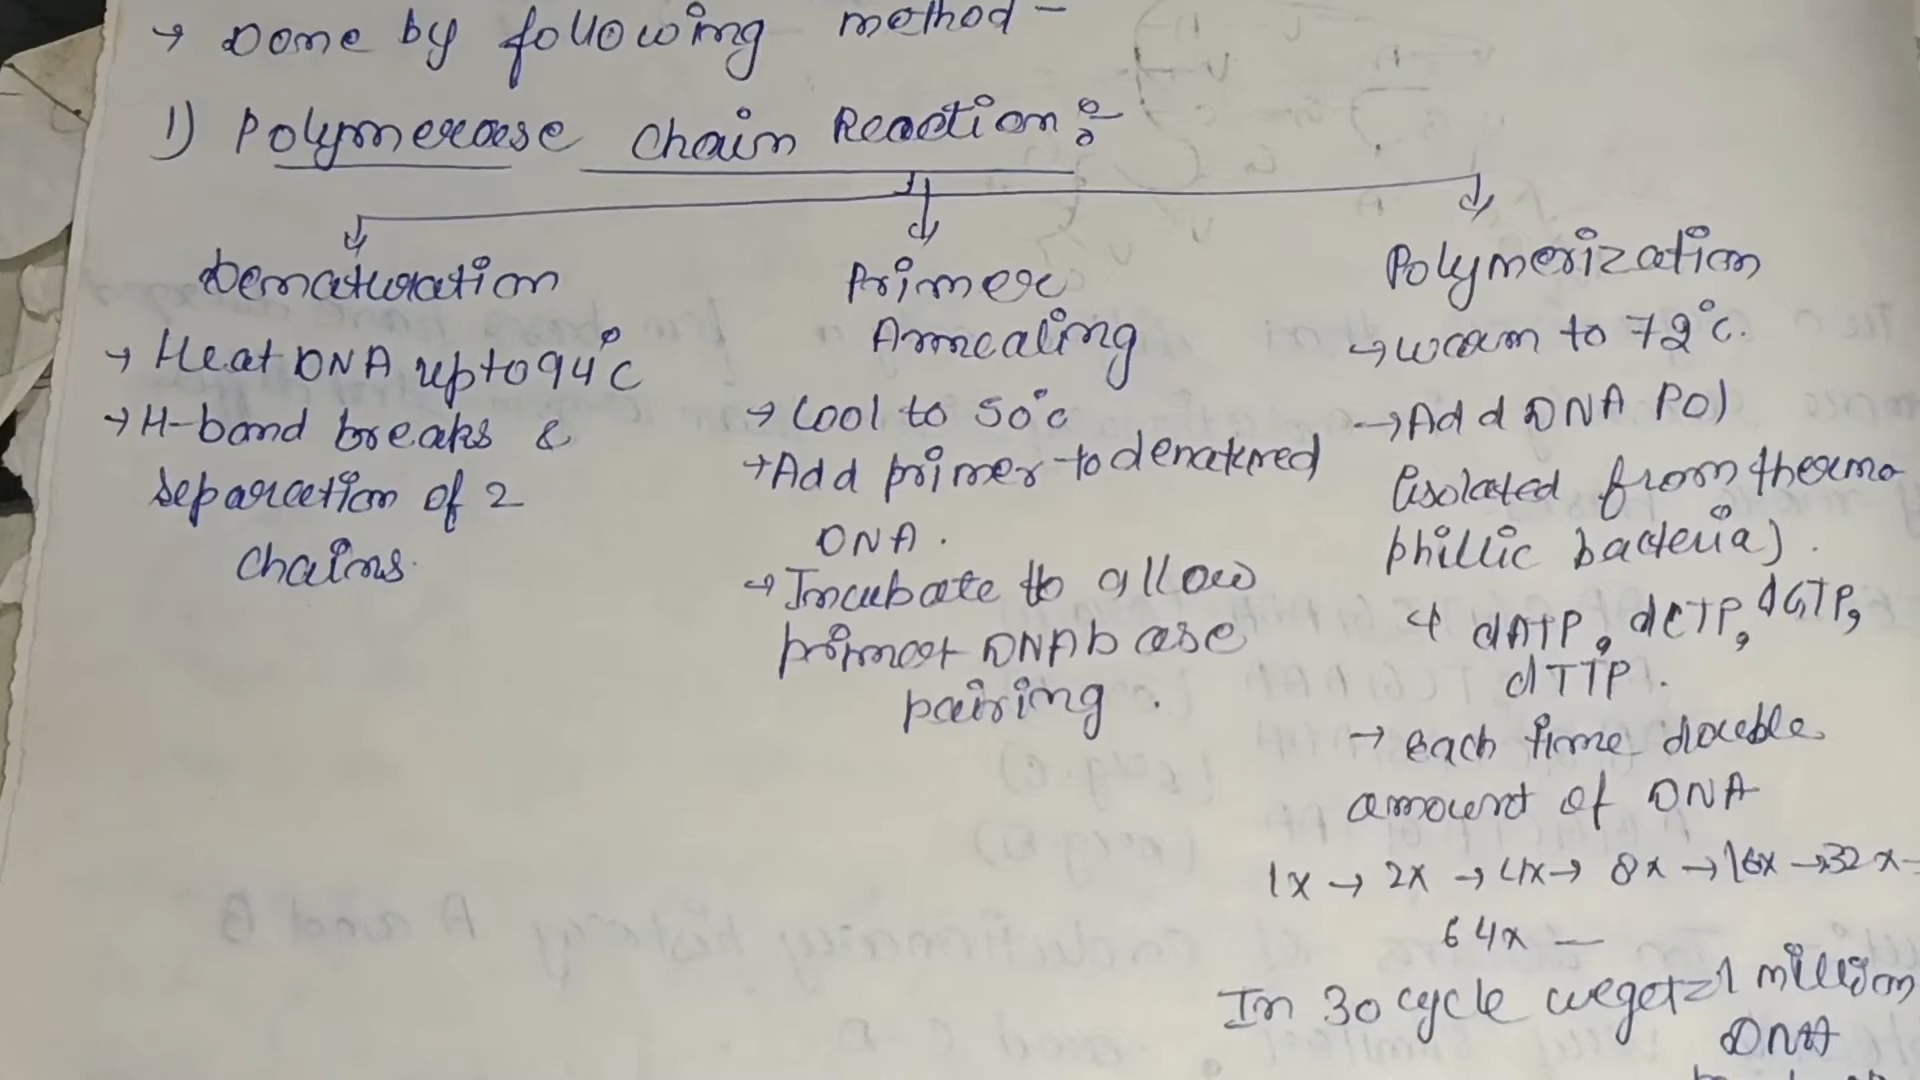 → Done by following method -
1) Polymerase chain Reaction :-
Denaturation
→ Heat DNA upto 94°C
→ H-bond breaks &
separation of 2
chains.
Primer
Annealing
→ Cool to 50°C
→ Add primer to denatured
DNA.
→ Incubate to allow
primer DNA base
pairing.
Polymerization
→ warm to 72°C.
→ Add DNA Pol
(isolated from thermo
phillic bacteria).
+ dATP, dCTP, dGTP,
dTTP.
→ each time double
amount of DNA
1x → 2x → 4x → 8x → 16x → 32x -
64x —
In 30 cycle we get 1 million
DNA